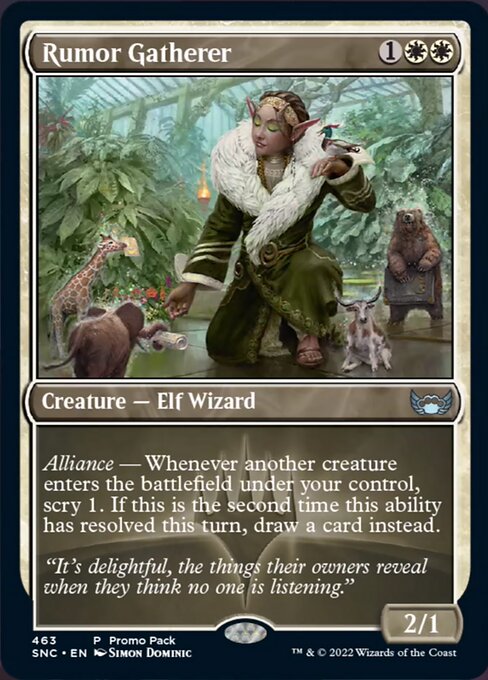 Rumor Gatherer 1
Creature — Elf Wizard
Alliance — Whenever another creature
enters the battlefield under your control,
scry 1. If this is the second time this ability
has resolved this turn, draw a card instead.
“It’s delightful, the things their owners reveal
when they think no one is listening.”
2/1
463 P Promo Pack
SNC • EN Simon Dominic ™ & © 2022 Wizards of the Coast